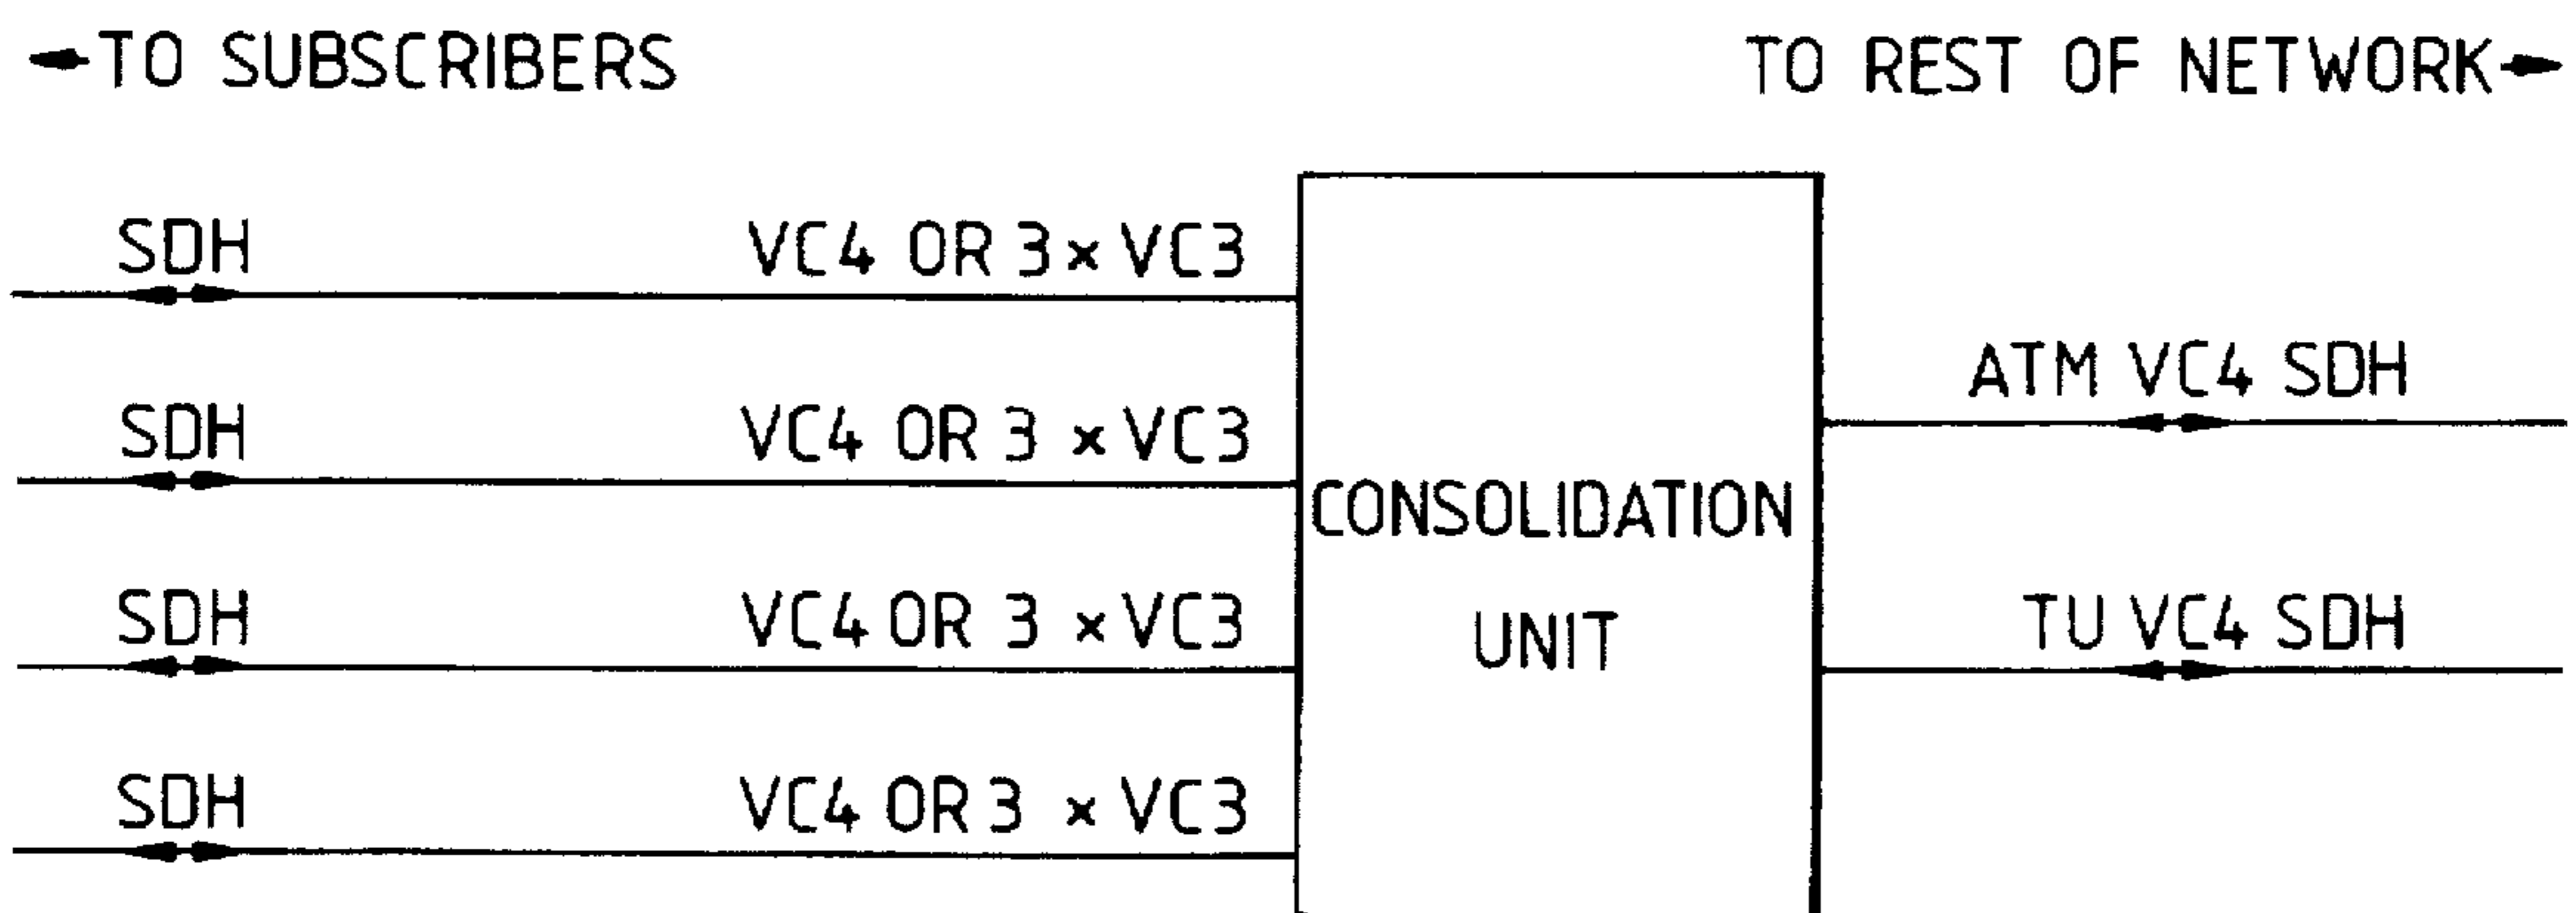 TO SUBSCRIBERS
TO REST OF NETWORK
SDH
VC4 OR 3 × VC3
SDH
VC4 OR 3 × VC3
SDH
VC4 OR 3 × VC3
SDH
VC4 OR 3 × VC3
CONSOLIDATION
UNIT
ATM VC4 SDH
TU VC4 SDH